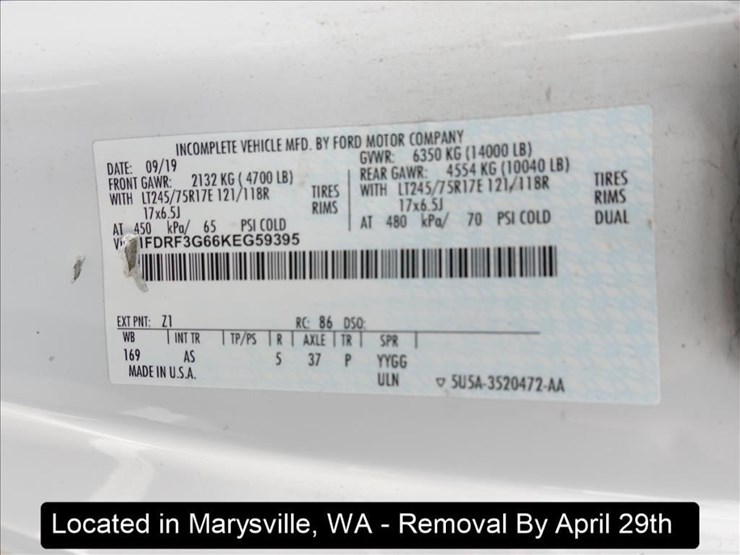 INCOMPLETE VEHICLE MFD. BY FORD MOTOR COMPANY
DATE: 09/19 GVWR: 6350 KG (14000 LB)
FRONT GAWR: 2132 KG ( 4700 LB) REAR GAWR: 4554 KG (10040 LB)
WITH LT245/75R17E 121/118R TIRES WITH LT245/75R17E 121/118R TIRES
17x6.5J RIMS 17x6.5J RIMS
AT 450 kPa/ 65 PSI COLD AT 480 kPa/ 70 PSI COLD DUAL
1FDRF3G66KEG59395
EXT PNT: Z1 RC: 86 DSO:
WB INT TR TP/PS R AXLE TR SPR
169 AS 5 37 P YYGG
MADE IN U.S.A. ULN 5U5A-3520472-AA
Located in Marysville, WA - Removal By April 29th